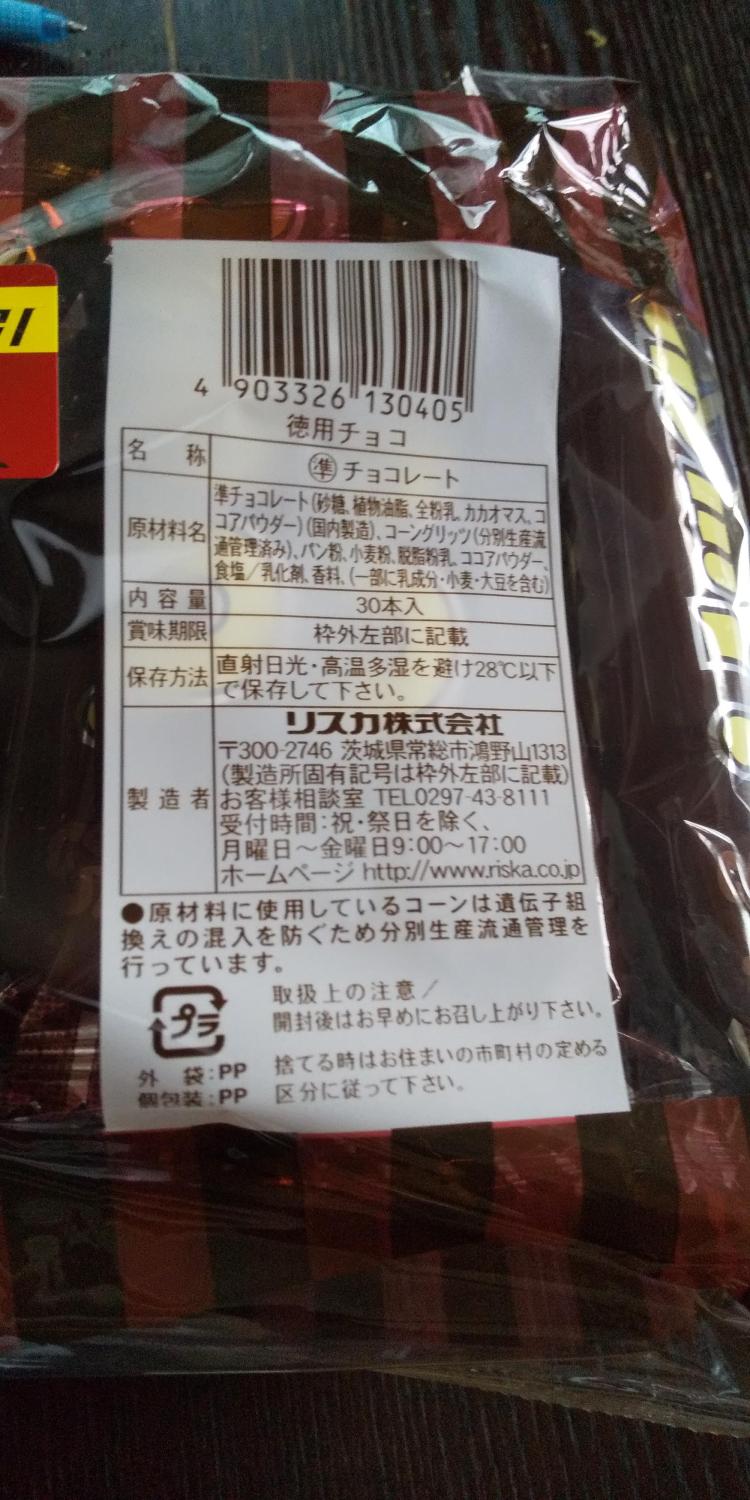 4 903326 130405
徳用チョコ
名称 準 チョコレート
原材料名 準チョコレート(砂糖、植物油脂、全粉乳、カカオマス、コ
コアパウダー)(国内製造)、コーングリッツ(分別生産流
通管理済み)、パン粉、小麦粉、脱脂粉乳、ココアパウダー、
食塩/乳化剤、香料、(一部に乳成分・小麦・大豆を含む)
内容量 30本入
賞味期限 枠外左部に記載
保存方法 直射日光・高温多湿を避け28℃以下
で保存して下さい。
製造者 リスカ株式会社
〒300-2746 茨城県常総市鴻野山1313
(製造所固有記号は枠外左部に記載)
お客様相談室 TEL0297-43-8111
受付時間:祝・祭日を除く、
月曜日~金曜日9:00~17:00
ホームページ http://www.riska.co.jp
●原材料に使用しているコーンは遺伝子組
換えの混入を防ぐため分別生産流通管理を
行っています。
プラ
外袋:PP
個包装:PP
取扱上の注意/
開封後はお早めにお召し上がり下さい。
捨てる時はお住まいの市町村の定める
区分に従って下さい。